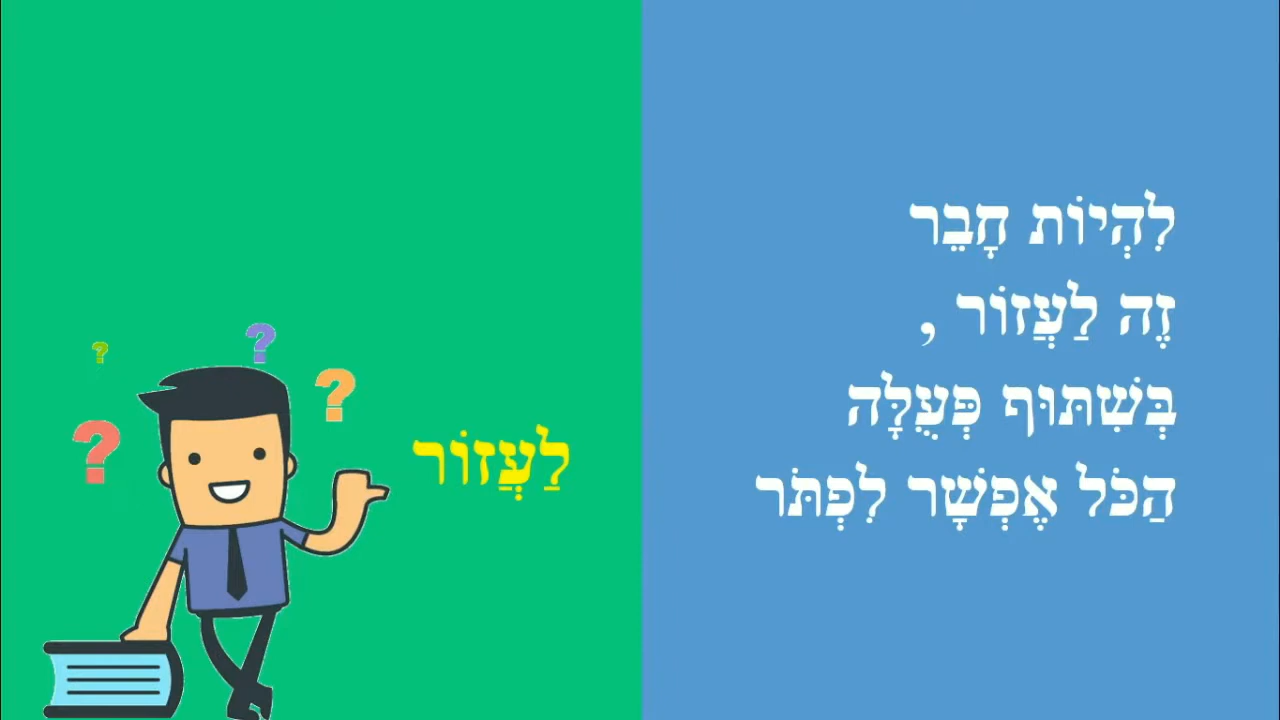 לִהְיוֹת חָבֵר
זֶה לַעֲזוֹר ,
בְּשִׁתּוּף פְּעֻלָּה
הַכֹּל אֶפְשָׁר לִפְתֹּר
לַעֲזוֹר
? ? ? ?